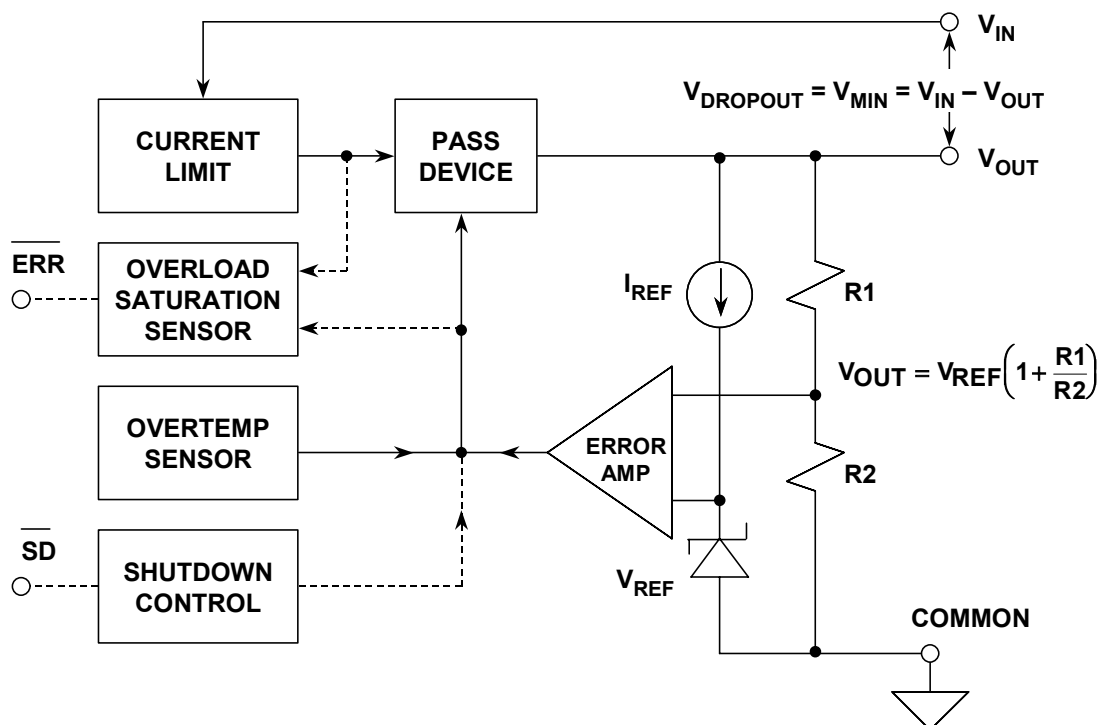 V_IN
V_DROPOUT = V_MIN = V_IN – V_OUT
CURRENT
LIMIT
PASS
DEVICE
V_OUT
ERR
OVERLOAD
SATURATION
SENSOR
I_REF
R1
V_OUT = V_REF(1 + R1/R2)
OVERTEMP
SENSOR
ERROR
AMP
R2
SD
SHUTDOWN
CONTROL
V_REF
COMMON